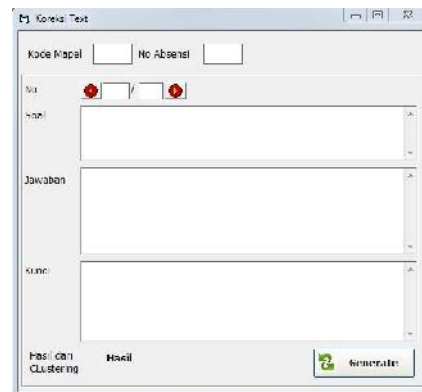 Koreksi Text
Kode Mapel No Absensi
No
/
Soal
Jawaban
Kunci
Hasil dari Hasil Generate
CLustering